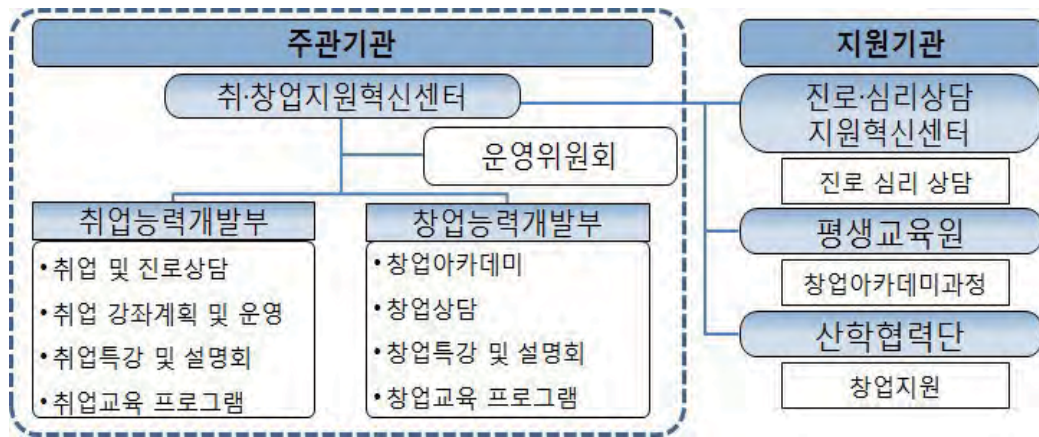 주관기관
취·창업지원혁신센터
운영위원회
취업능력개발부
• 취업 및 진로상담
• 취업 강좌계획 및 운영
• 취업특강 및 설명회
• 취업교육 프로그램
창업능력개발부
• 창업아카데미
• 창업상담
• 창업특강 및 설명회
• 창업교육 프로그램
지원기관
진로·심리상담
지원혁신센터
진로 심리 상담
평생교육원
창업아카데미과정
산학협력단
창업지원